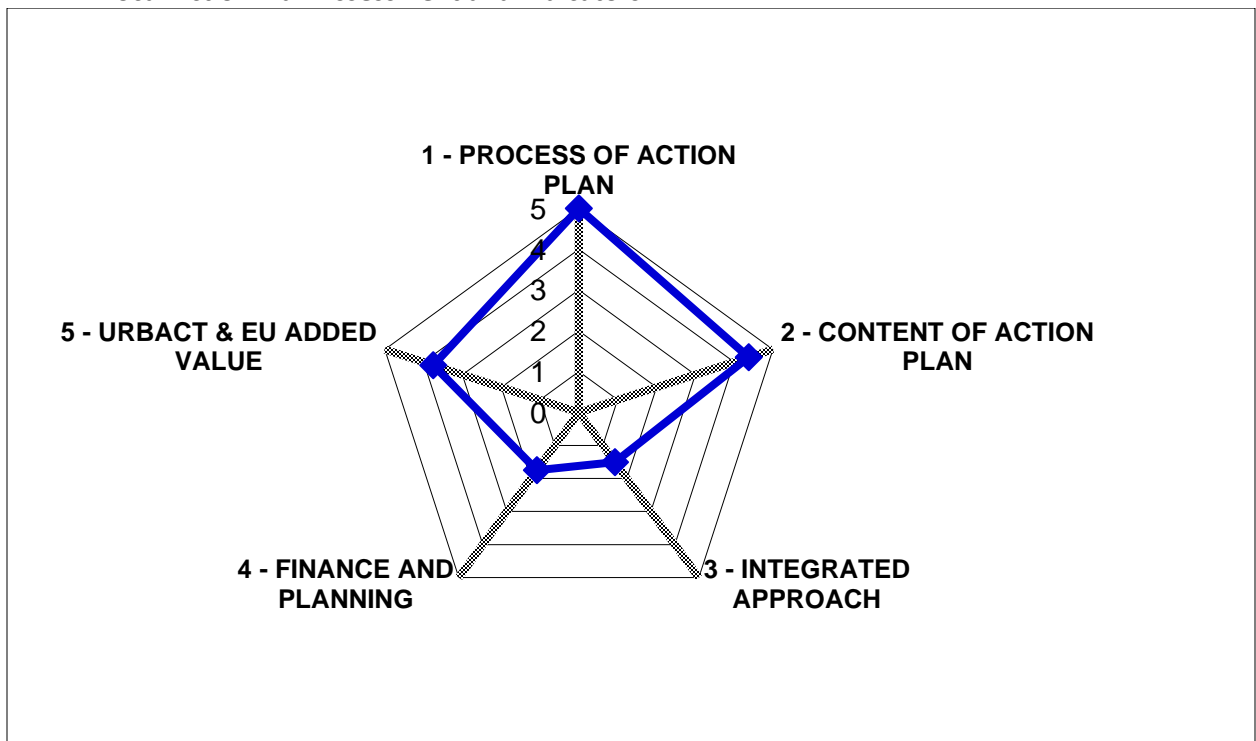 1 - PROCESS OF ACTION
PLAN
5
4
3
2
1
0
5 - URBACT & EU ADDED
VALUE
2 - CONTENT OF ACTION
PLAN
4 - FINANCE AND
PLANNING
3 - INTEGRATED
APPROACH